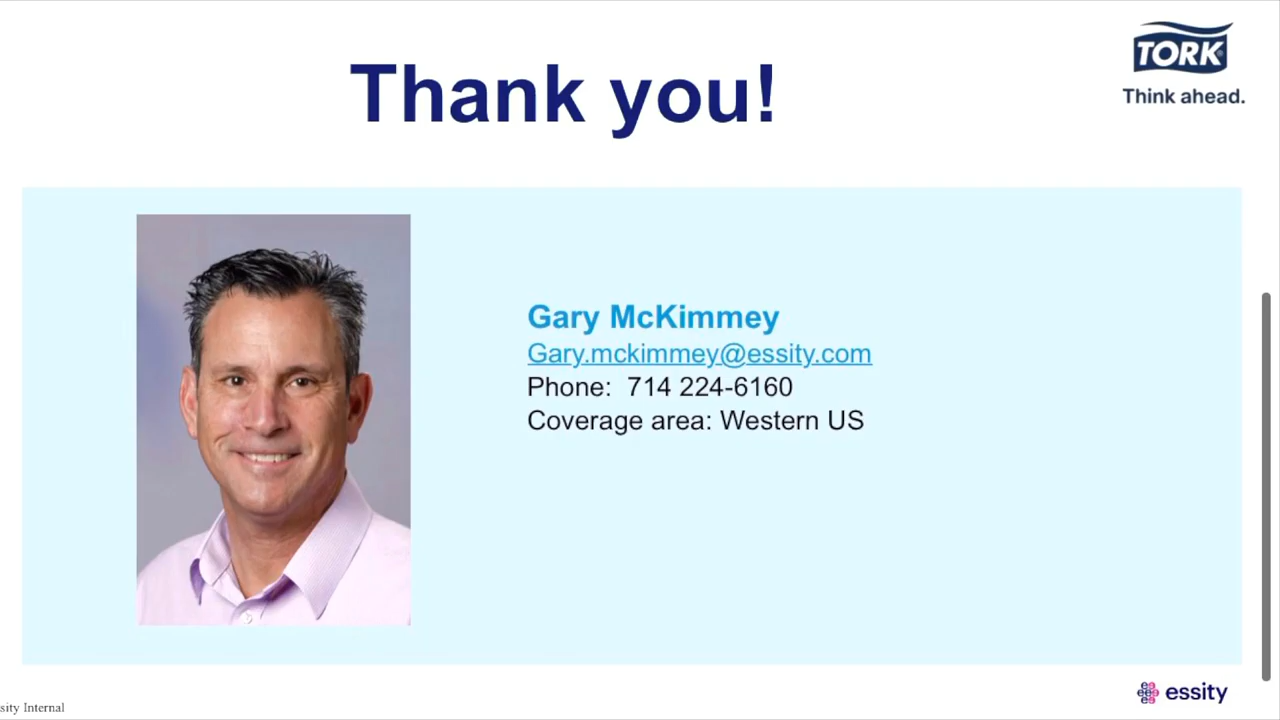 Thank you!
TORK
Think ahead.
Gary McKimmey
Gary.mckimmey@essity.com
Phone: 714 224-6160
Coverage area: Western US
essity
sity Internal